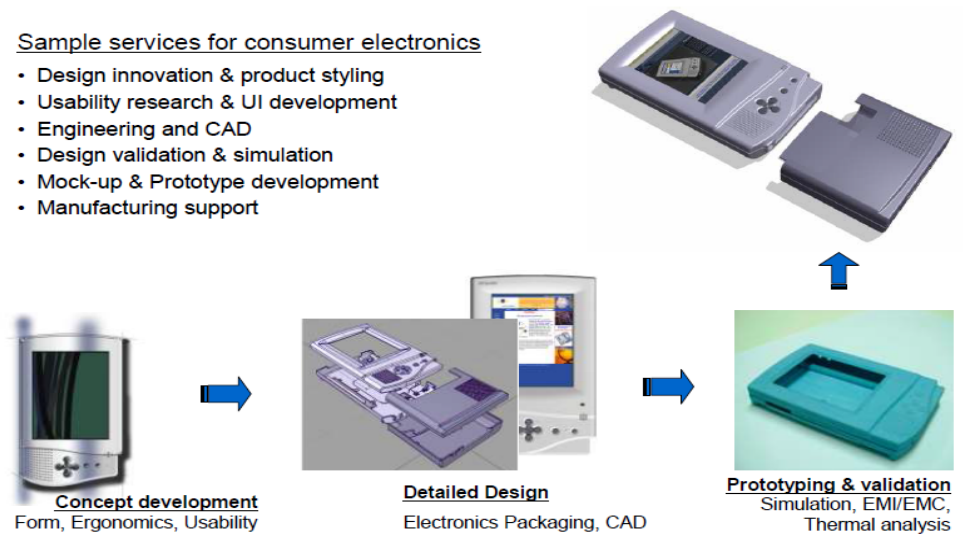 Sample services for consumer electronics
• Design innovation & product styling
• Usability research & UI development
• Engineering and CAD
• Design validation & simulation
• Mock-up & Prototype development
• Manufacturing support
Concept development
Form, Ergonomics, Usability
Detailed Design
Electronics Packaging, CAD
Prototyping & validation
Simulation, EMI/EMC,
Thermal analysis